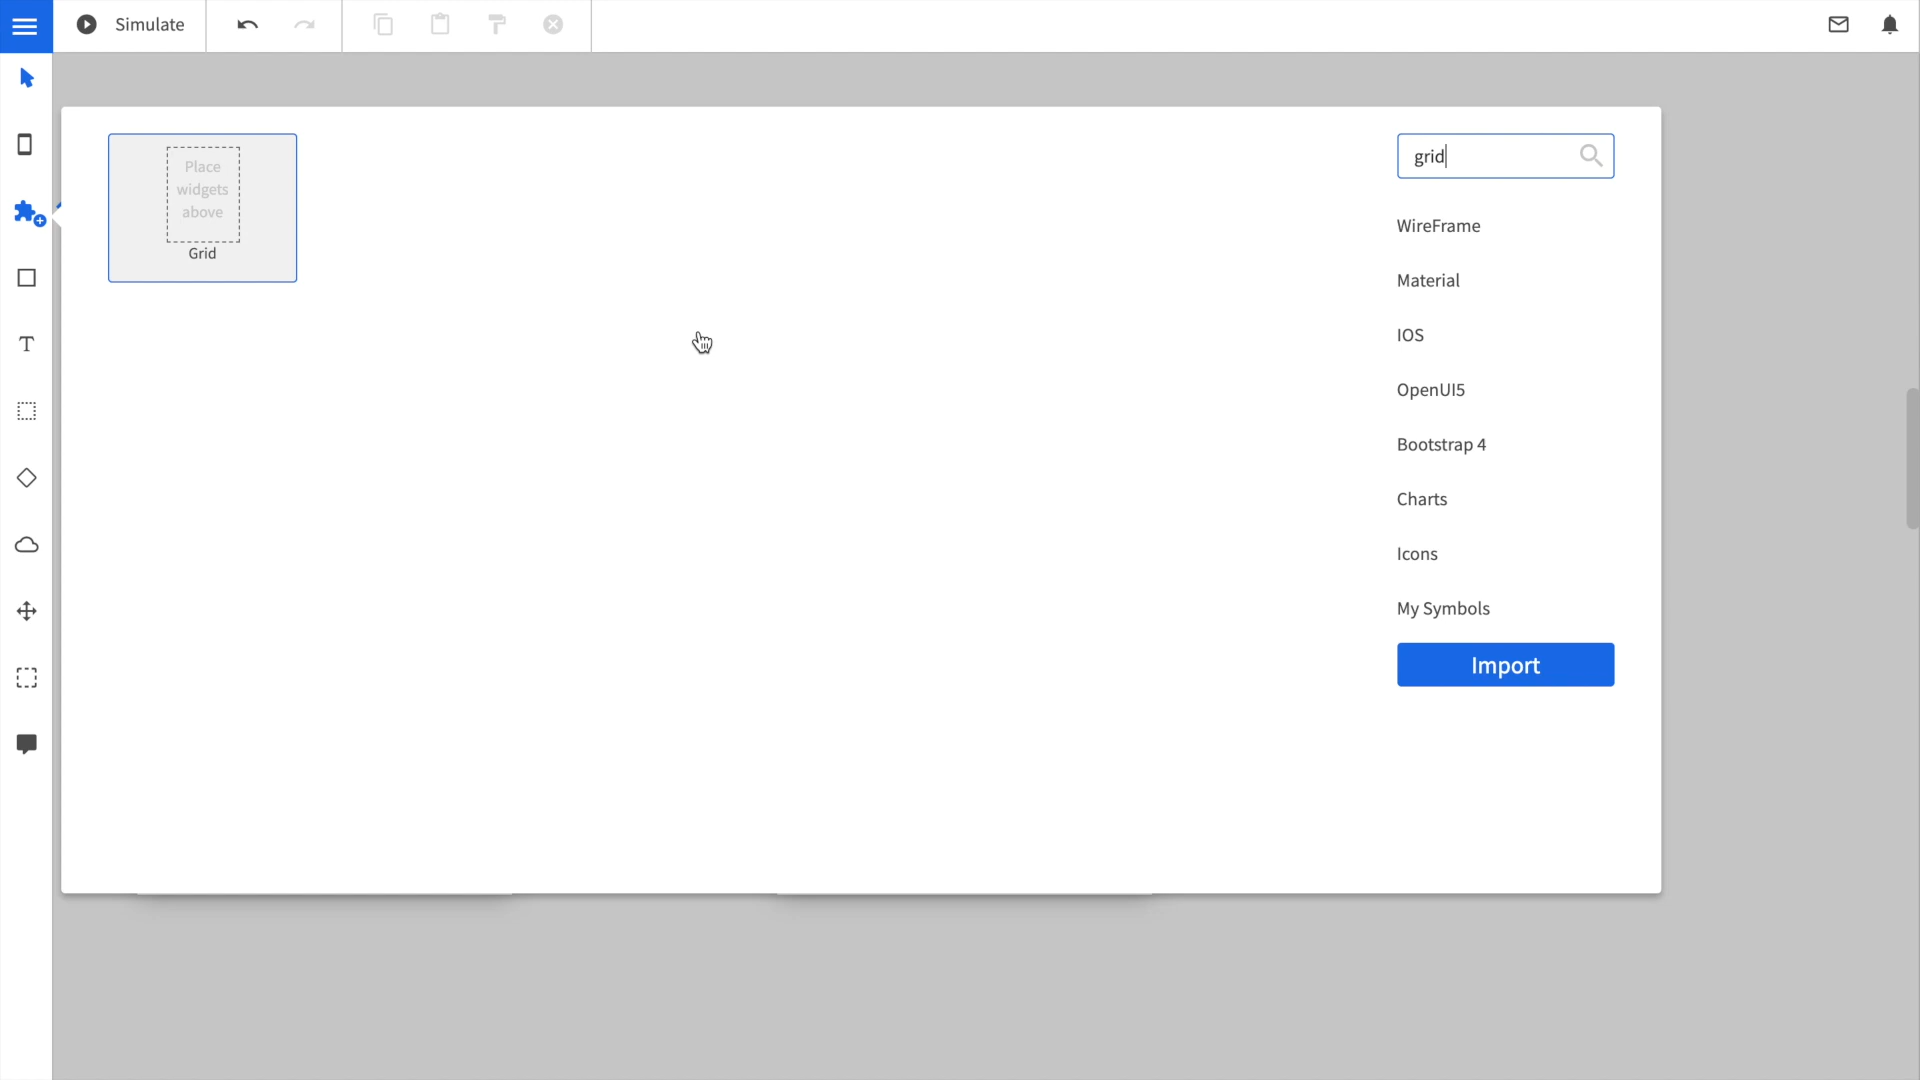 Simulate
Place
widgets
above
Grid
grid
WireFrame
Material
IOS
OpenUI5
Bootstrap 4
Charts
Icons
My Symbols
Import